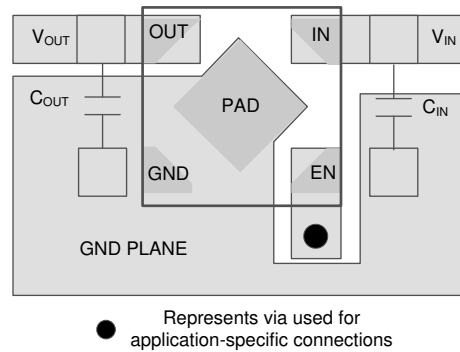 OUT
IN
VOUT
VIN
COUT
PAD
CIN
GND
EN
GND PLANE
Represents via used for
application-specific connections